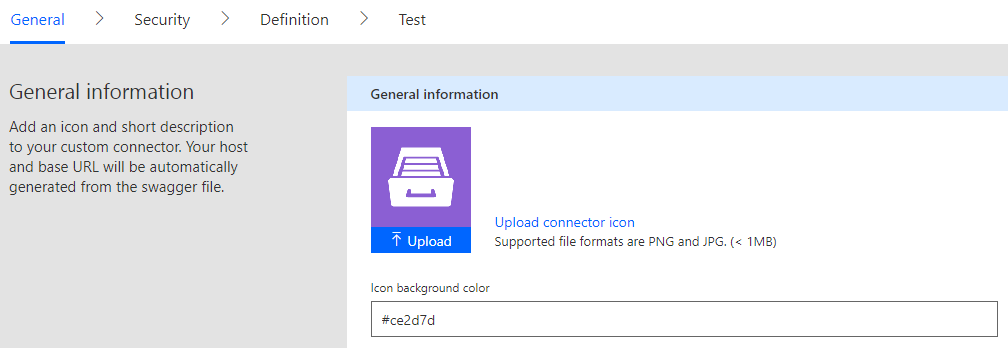 General
Security
Definition
Test
General information
Add an icon and short description
to your custom connector. Your host
and base URL will be automatically
generated from the swagger file.
General information
Upload
Upload connector icon
Supported file formats are PNG and JPG. (< 1MB)
Icon background color
#ce2d7d